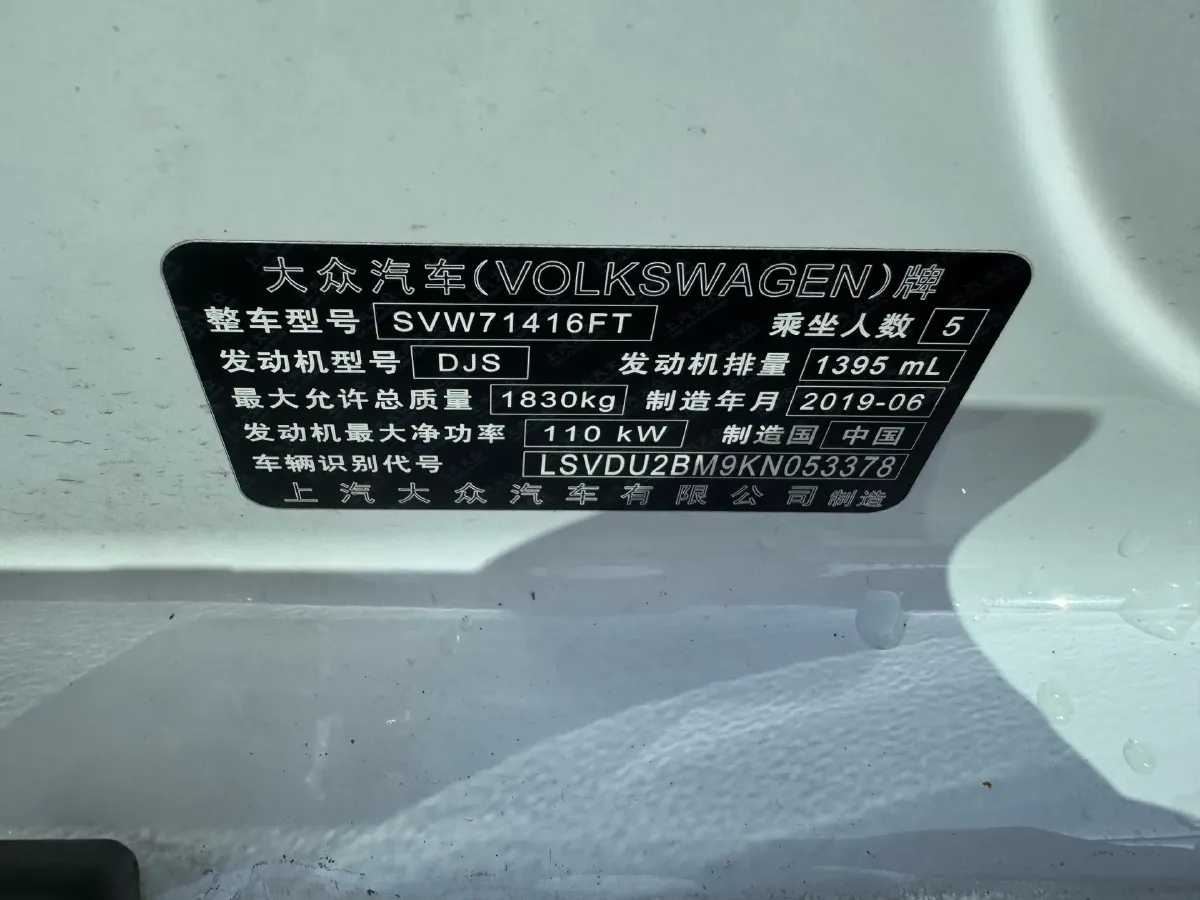 大众汽车(VOLKSWAGEN)牌
整车型号 SVW71416FT 乘坐人数 5
发动机型号 DJS 发动机排量 1395 mL
最大允许总质量 1830kg 制造年月 2019-06
发动机最大净功率 110 kW 制造国 中国
车辆识别代号 LSVDU2BM9KN053378
上汽大众汽车有限公司制造